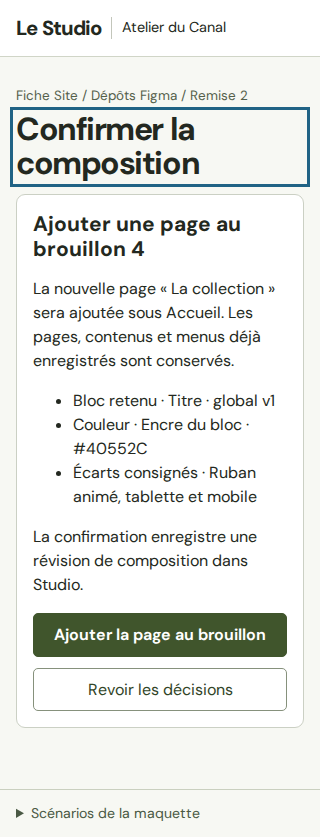 Le Studio | Atelier du Canal
Fiche Site / Dépôts Figma / Remise 2
Confirmer la
composition
Ajouter une page au
brouillon 4
La nouvelle page « La collection »
sera ajoutée sous Accueil. Les
pages, contenus et menus déjà
enregistrés sont conservés.
• Bloc retenu · Titre · global v1
• Couleur · Encre du bloc ·
#40552C
• Écarts consignés · Ruban
animé, tablette et mobile
La confirmation enregistre une
révision de composition dans
Studio.
Ajouter la page au brouillon
Revoir les décisions
▶ Scénarios de la maquette